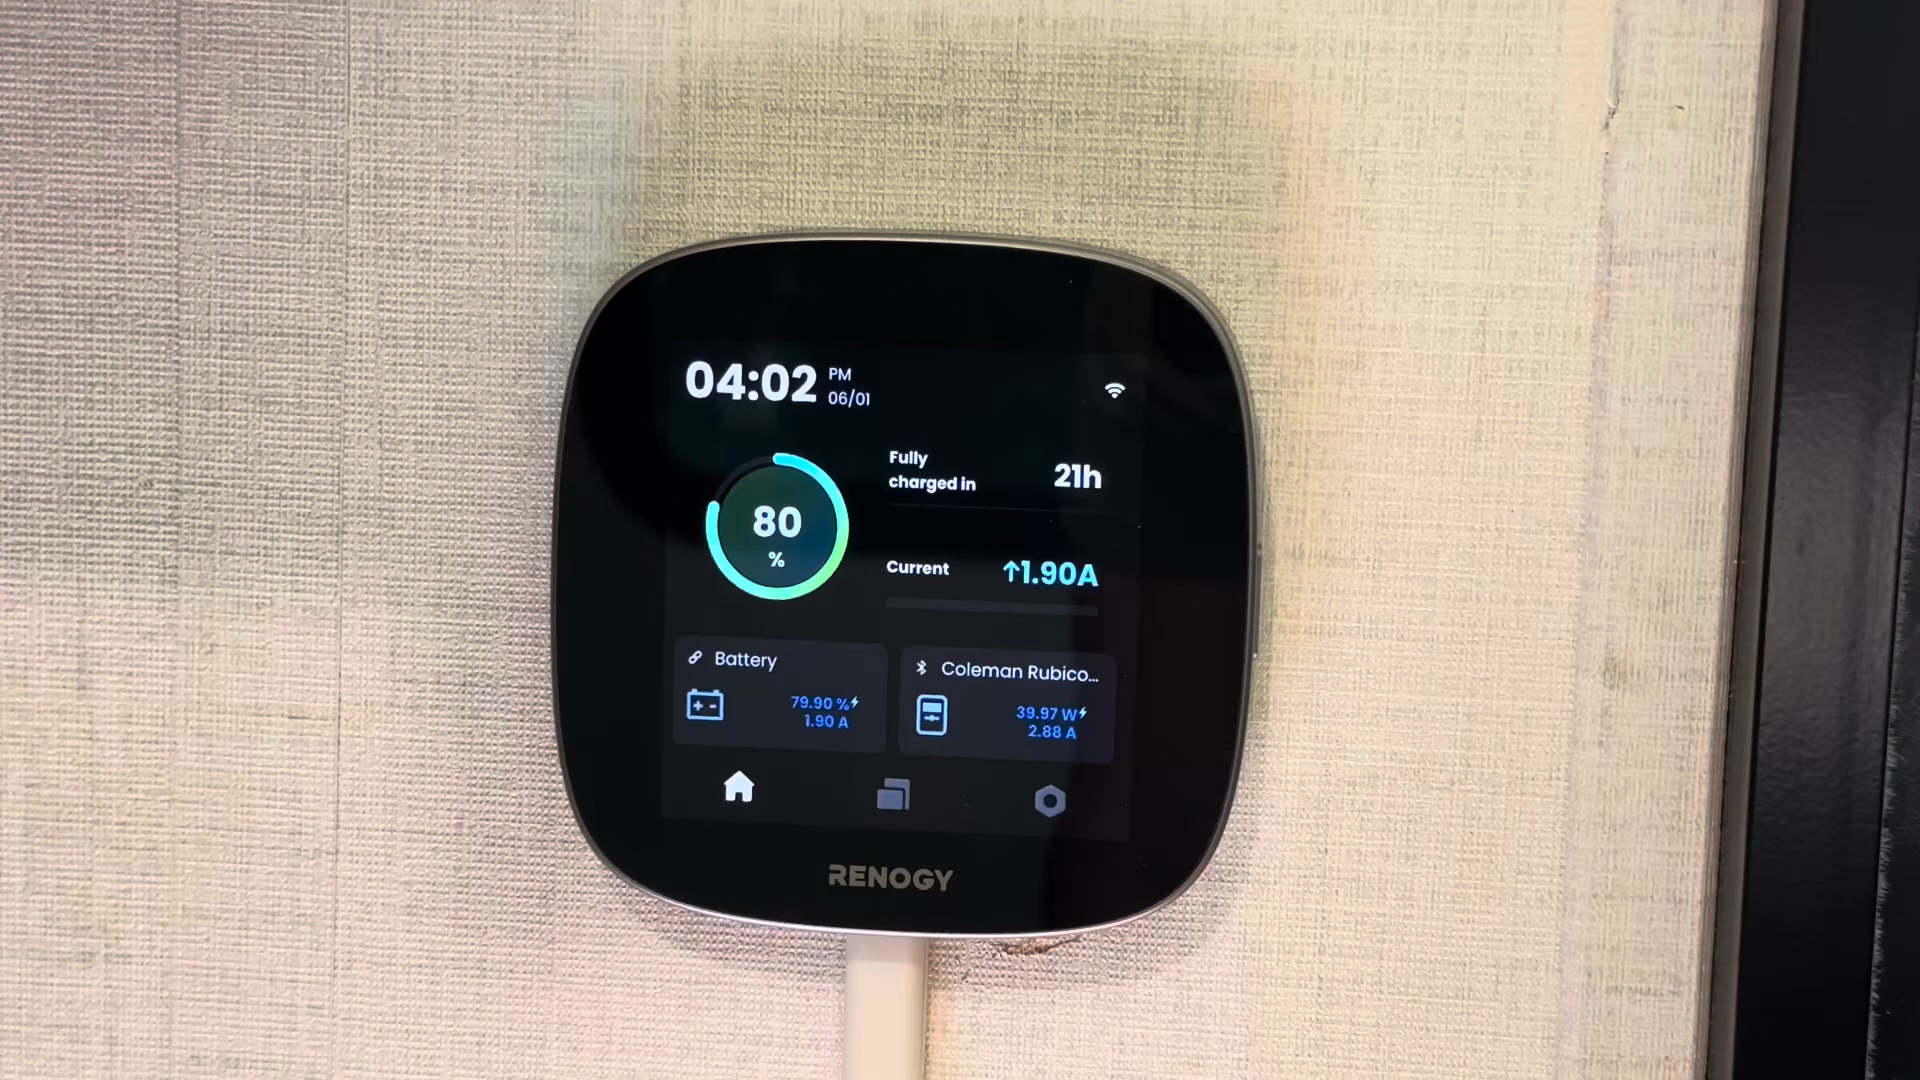 04:02 PM
06/01
Fully
charged in 21h
80
%
Current ↑1.90A
Battery
79.90 %
1.90 A
Coleman Rubico...
39.97 W
2.88 A
RENOGY